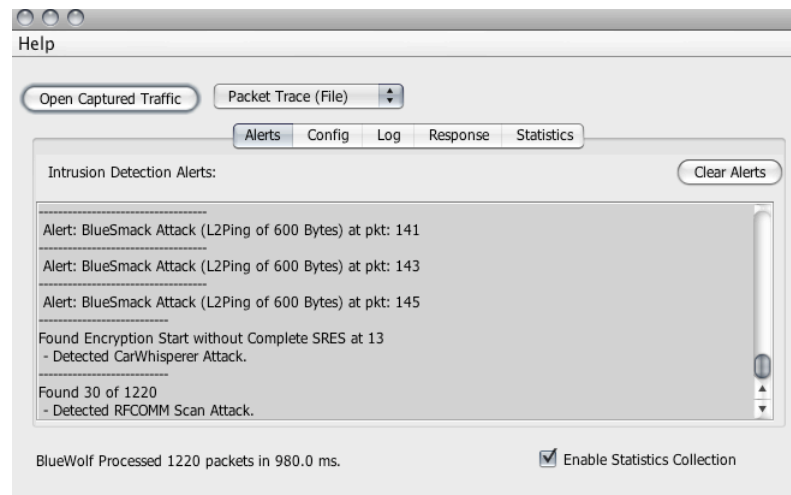 Help
Open Captured Traffic
Packet Trace (File)
Alerts Config Log Response Statistics
Intrusion Detection Alerts:
Clear Alerts
-----------------------------------
Alert: BlueSmack Attack (L2Ping of 600 Bytes) at pkt: 141
-----------------------------------
Alert: BlueSmack Attack (L2Ping of 600 Bytes) at pkt: 143
-----------------------------------
Alert: BlueSmack Attack (L2Ping of 600 Bytes) at pkt: 145
---------------------------
Found Encryption Start without Complete SRES at 13
- Detected CarWhisperer Attack.
---------------------------
Found 30 of 1220
- Detected RFCOMM Scan Attack.
BlueWolf Processed 1220 packets in 980.0 ms.
Enable Statistics Collection